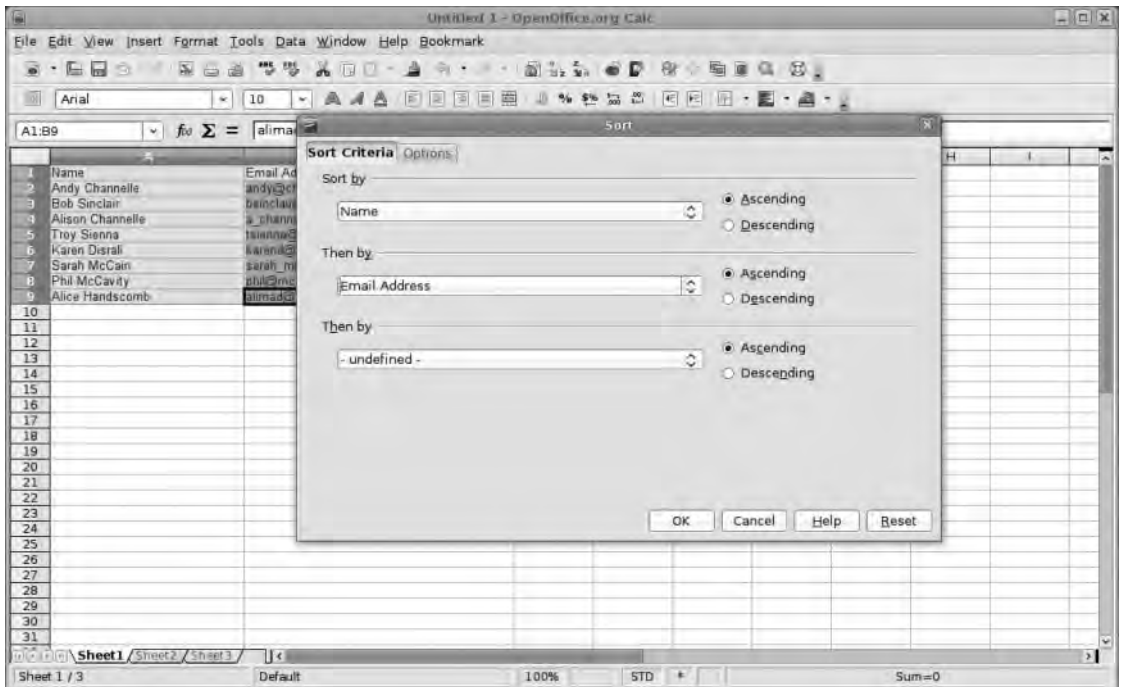 Untitled 1 - OpenOffice.org Calc
File Edit View Insert Format Tools Data Window Help Bookmark
Arial 10
A1:B9 alima
Sort
Sort Criteria Options
Sort by
Name
Ascending
Descending
Then by
Email Address
Ascending
Descending
Then by
- undefined -
Ascending
Descending
OK Cancel Help Reset
A H I
1 Name Email Ad
2 Andy Channelle
3 Bob Sinclair
4 Alison Channelle
5 Troy Sienna
6 Karen Disrali
7 Sarah McCain
8 Phil McCavity
9 Alice Handscomb
10
11
12
13
14
15
16
17
18
19
20
21
22
23
24
25
26
27
28
29
30
31
Sheet1 Sheet2 Sheet3
Sheet 1 / 3 Default 100% STD * Sum=0